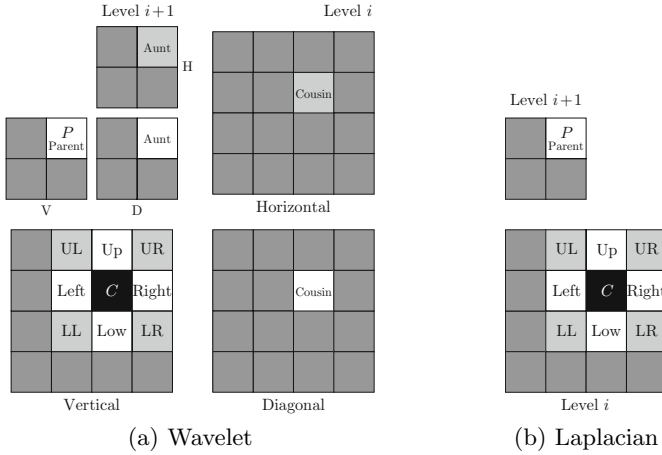 Level i+1
Level i
Aunt
H
Cousin
P
Parent
Aunt
V
D
Horizontal
UL Up UR
Left C Right
LL Low LR
Cousin
Vertical
Diagonal
(a) Wavelet
Level i+1
P
Parent
UL Up UR
Left C Right
LL Low LR
Level i
(b) Laplacian